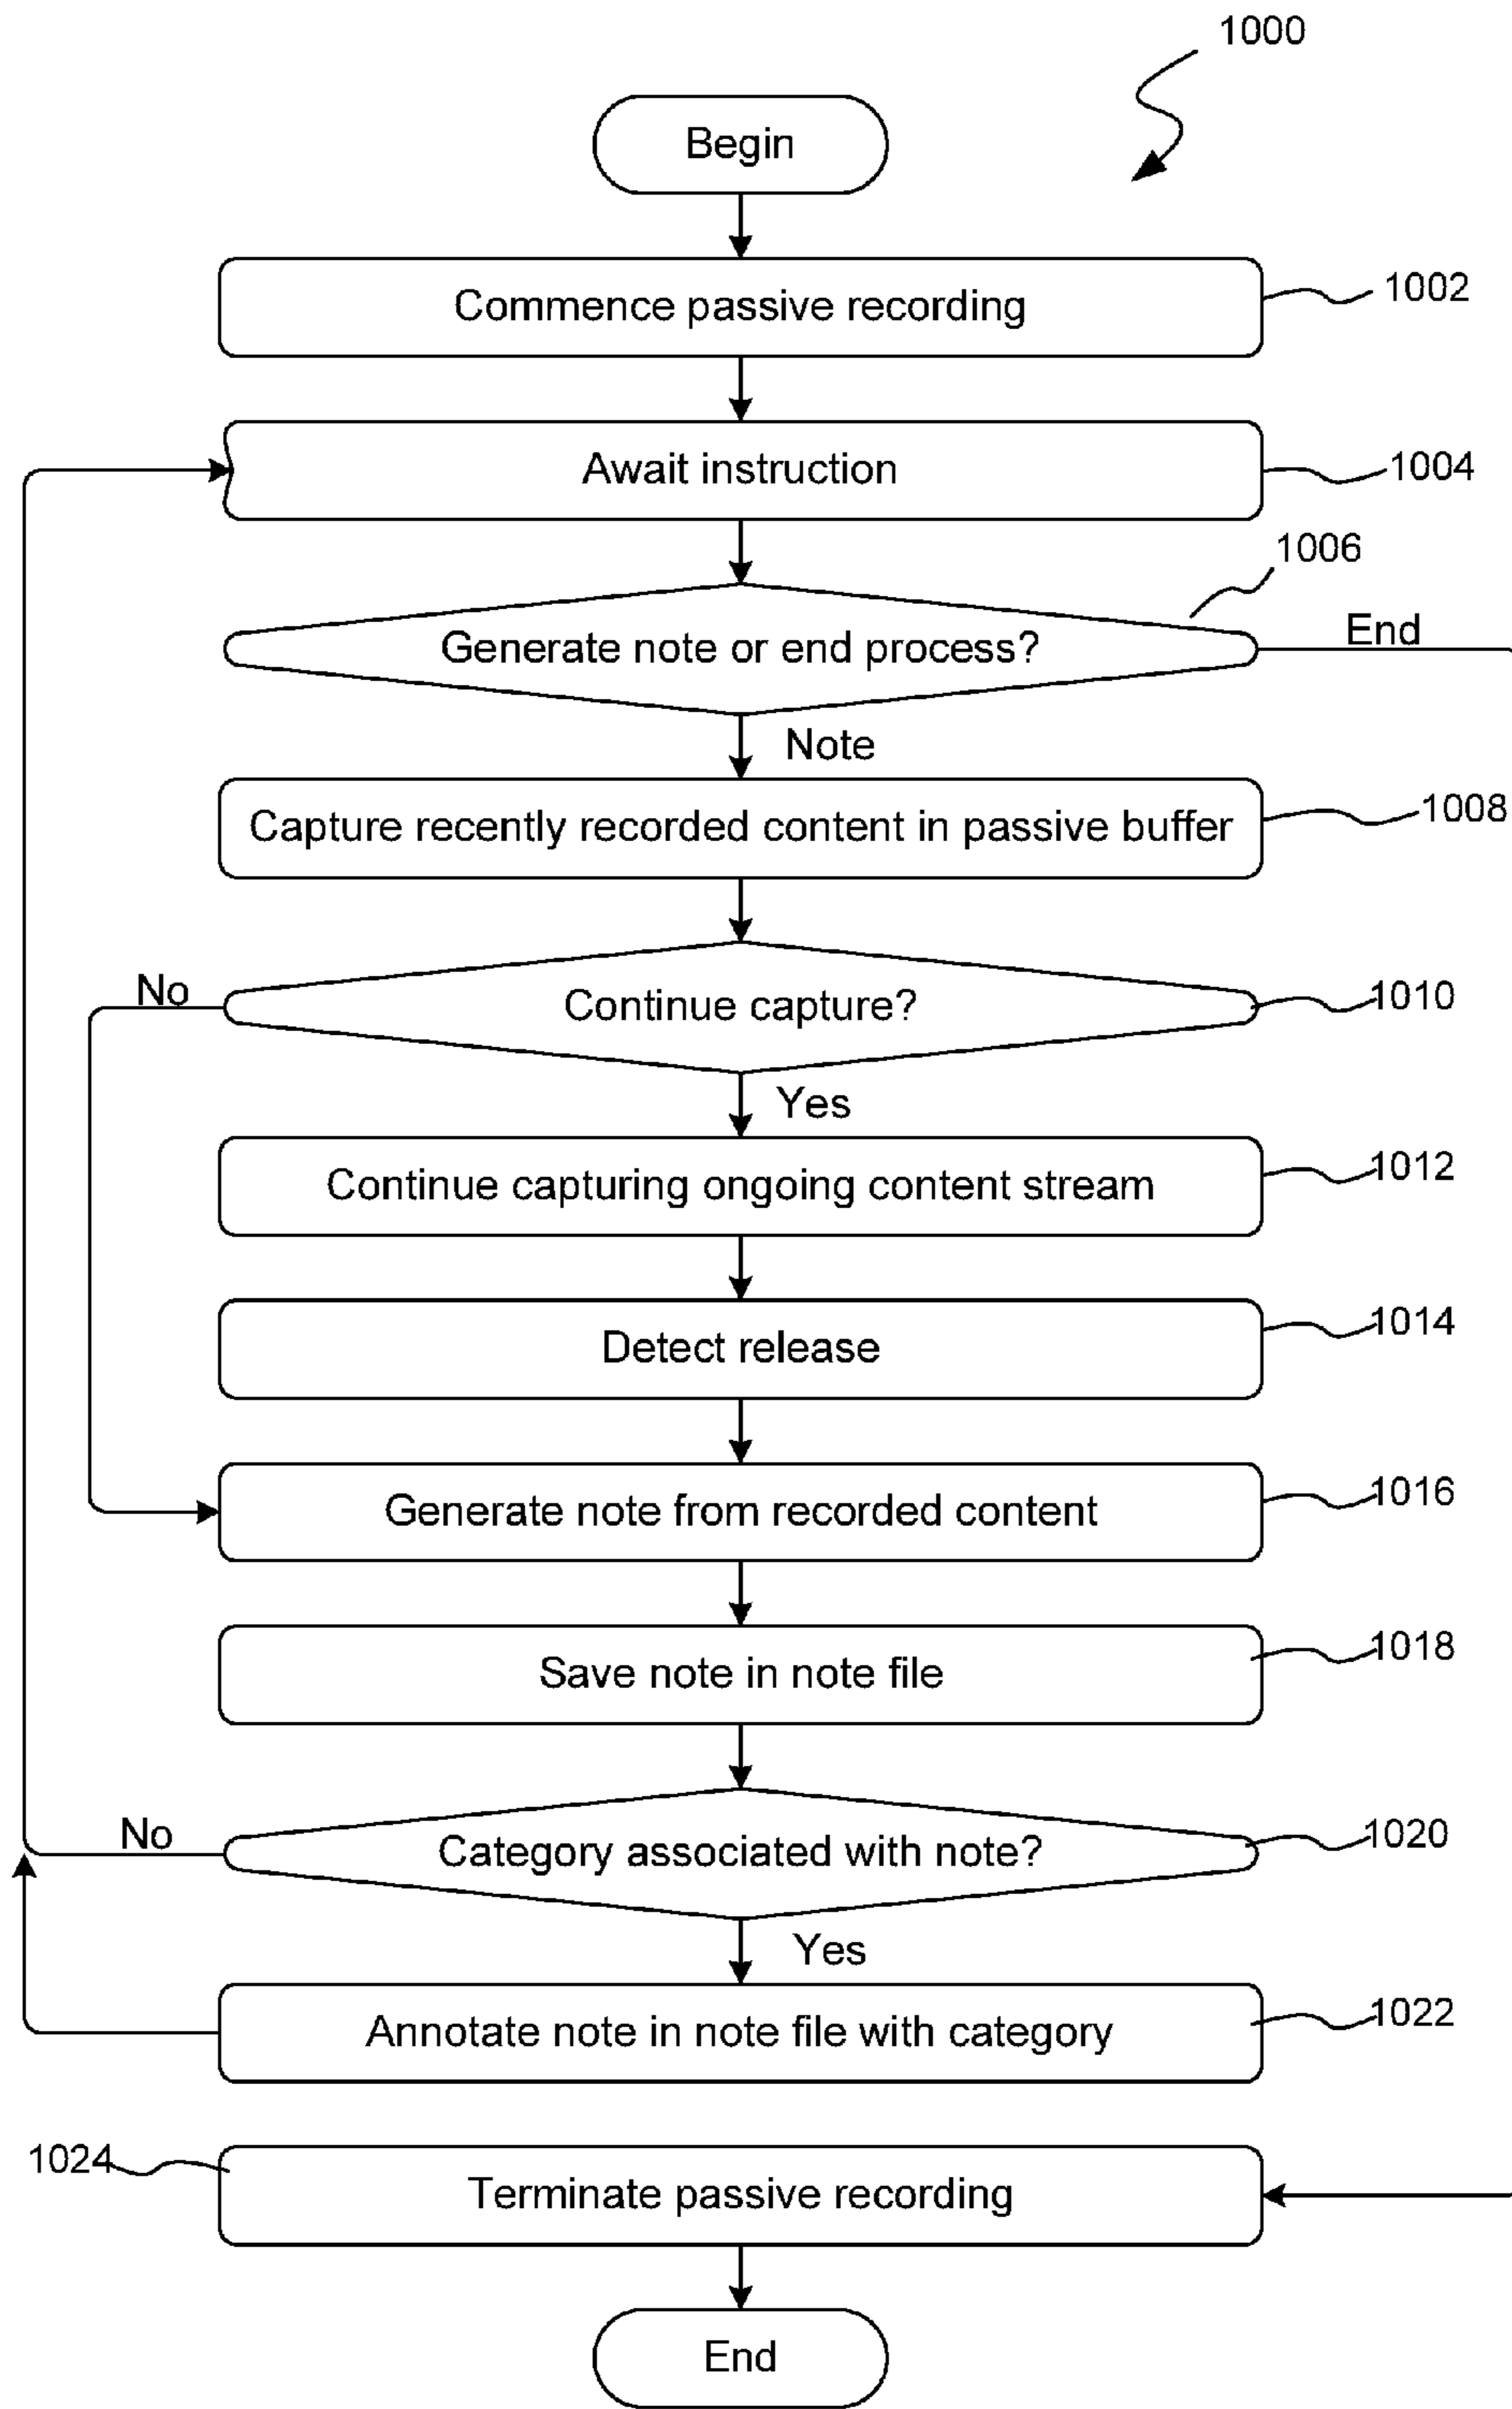 1000
Begin
Commence passive recording
1002
Await instruction
1004
1006
Generate note or end process?
End
Note
Capture recently recorded content in passive buffer
1008
No
Continue capture?
1010
Yes
Continue capturing ongoing content stream
1012
Detect release
1014
Generate note from recorded content
1016
Save note in note file
1018
No
Category associated with note?
1020
Yes
Annotate note in note file with category
1022
1024
Terminate passive recording
End